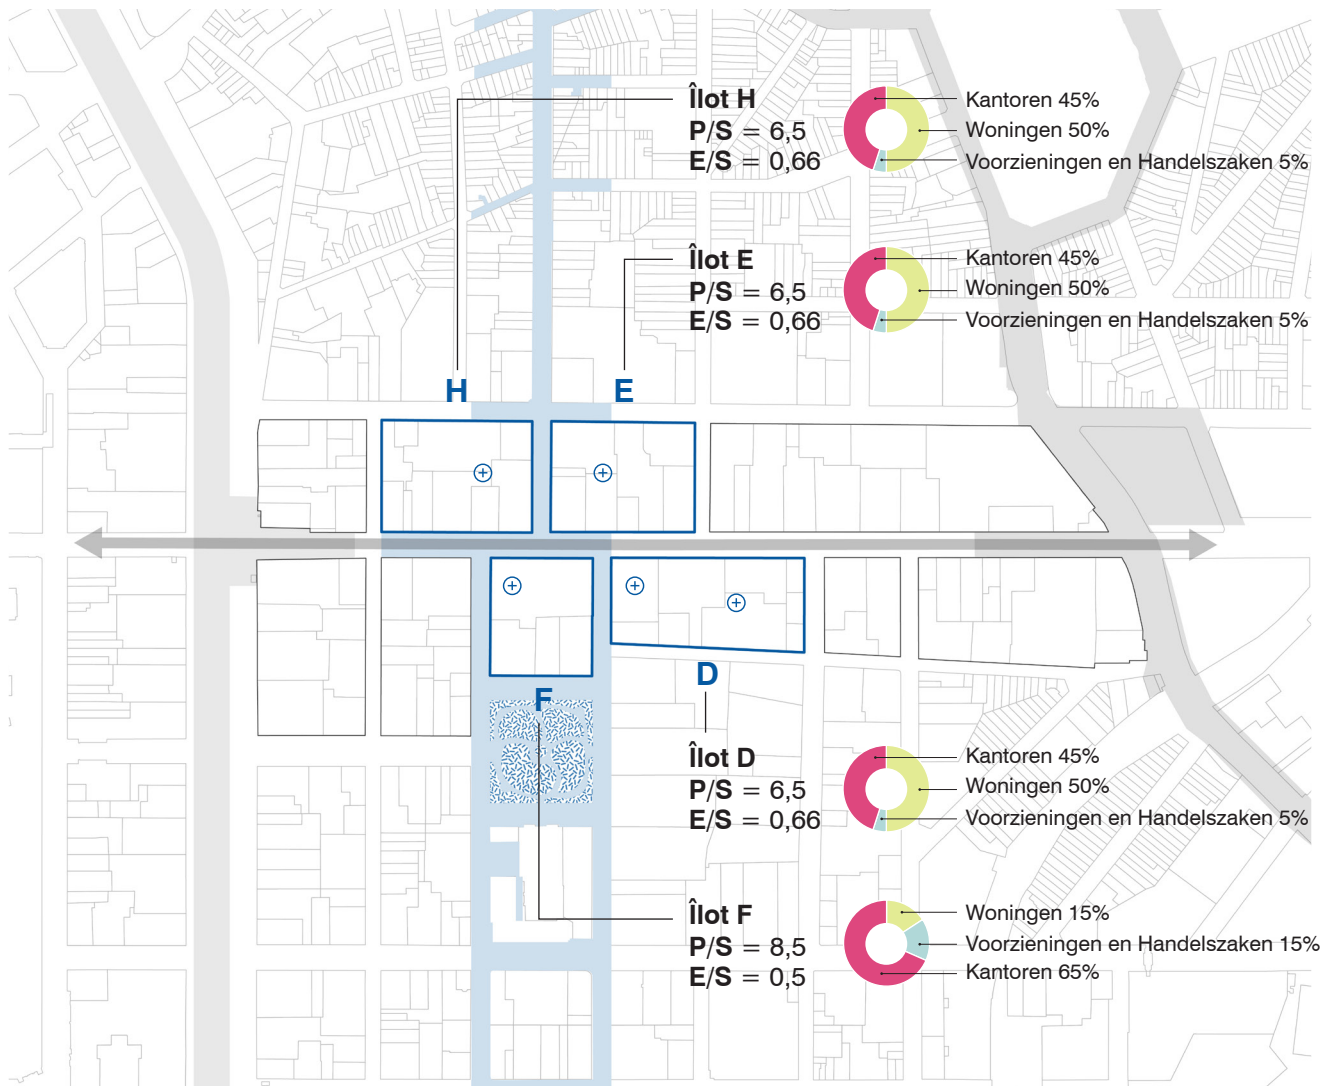 Îlot H
P/S = 6,5
E/S = 0,66
Kantoren 45%
Woningen 50%
Voorzieningen en Handelszaken 5%
Îlot E
P/S = 6,5
E/S = 0,66
Kantoren 45%
Woningen 50%
Voorzieningen en Handelszaken 5%
H
E
F
D
Îlot D
P/S = 6,5
E/S = 0,66
Kantoren 45%
Woningen 50%
Voorzieningen en Handelszaken 5%
Îlot F
P/S = 8,5
E/S = 0,5
Woningen 15%
Voorzieningen en Handelszaken 15%
Kantoren 65%